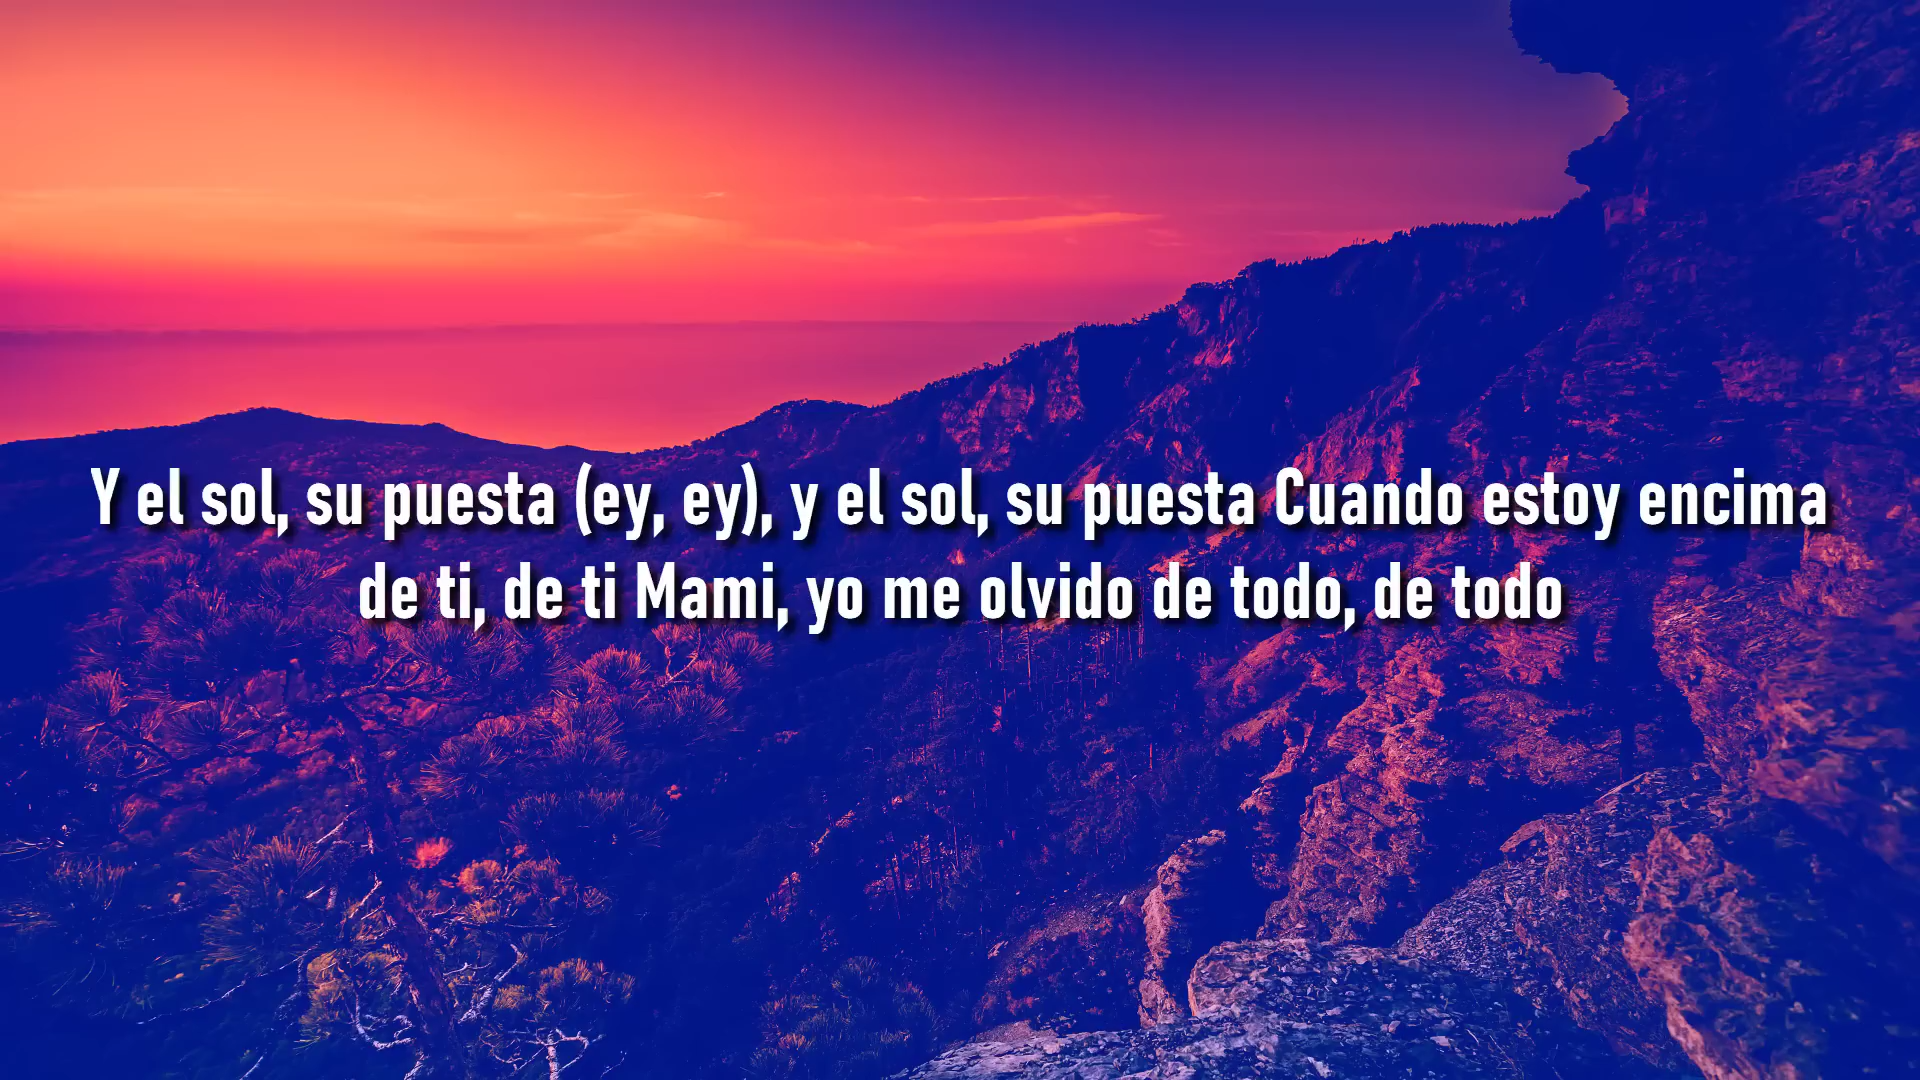 Y el sol, su puesta (ey, ey), y el sol, su puesta Cuando estoy encima
de ti, de ti Mami, yo me olvido de todo, de todo